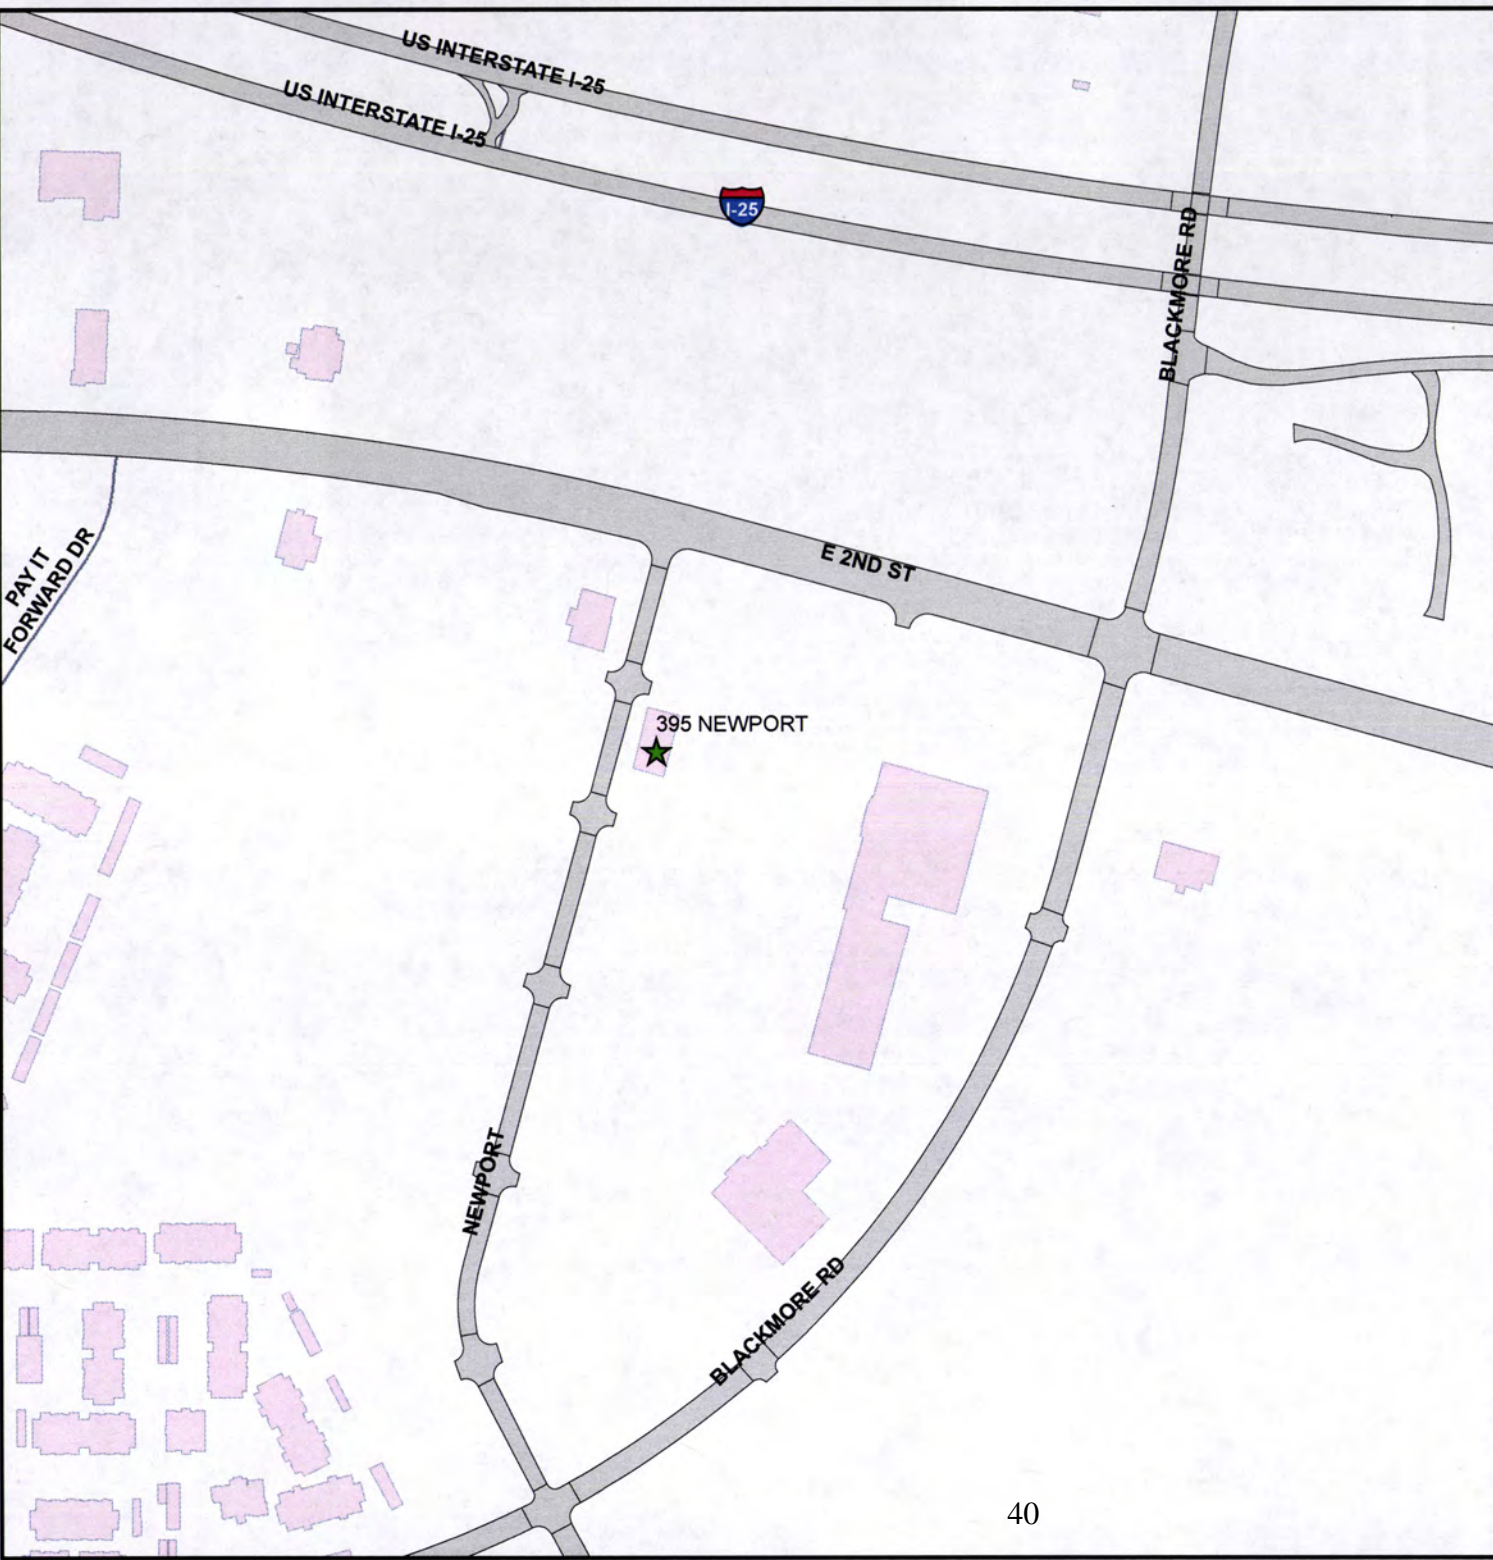 US INTERSTATE I-25
US INTERSTATE I-25
I-25
BLACKMORE RD
PAY IT
FORWARD DR
E 2ND ST
395 NEWPORT
NEWPORT
BLACKMORE RD
40